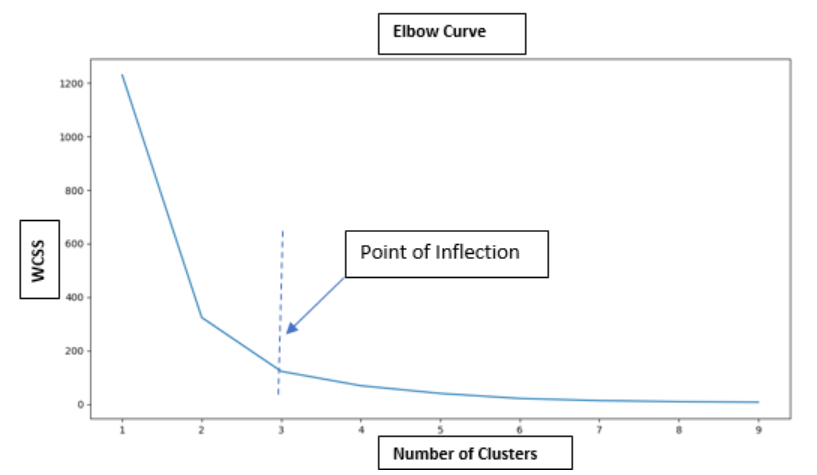 Elbow Curve
1200
1000
800
600
400
200
0
WCSS
Point of Inflection
1 2 3 4 5 6 7 8 9
Number of Clusters